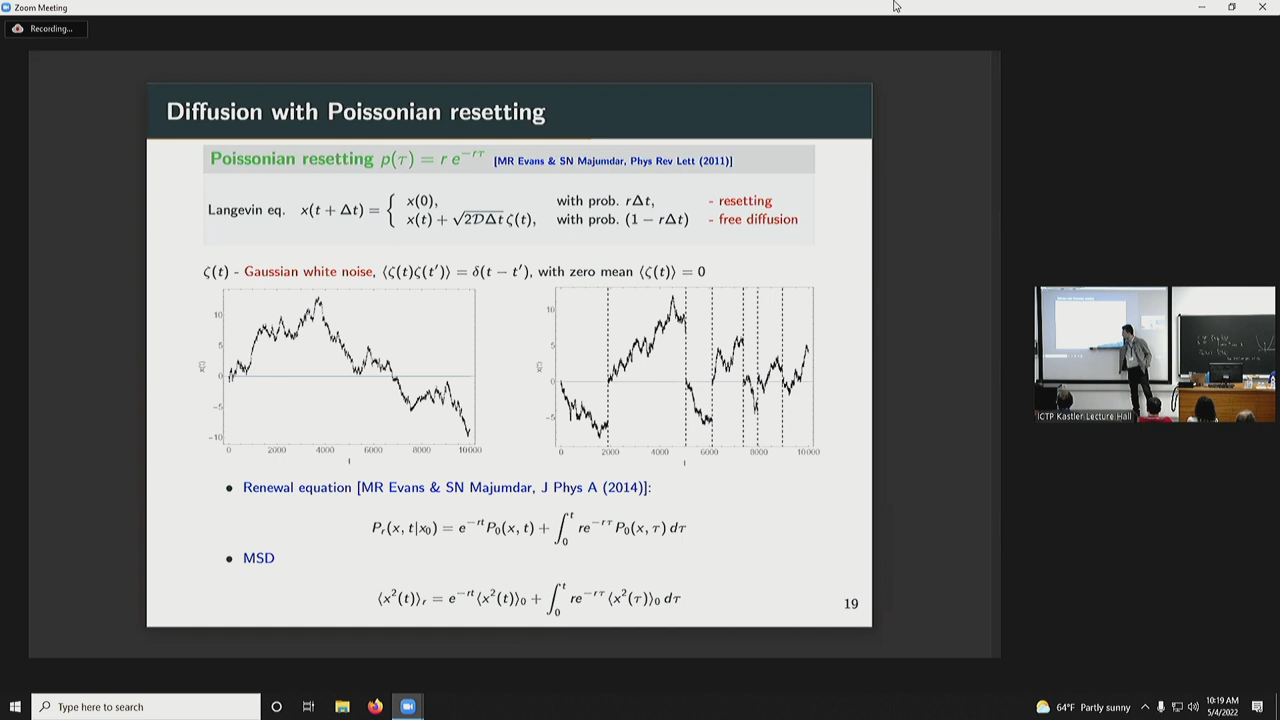 Zoom Meeting
Recording...
Diffusion with Poissonian resetting
Poissonian resetting p(τ) = r e^{−rτ} [MR Evans & SN Majumdar, Phys Rev Lett (2011)]
Langevin eq. x(t + Δt) = { x(0), with prob. rΔt, - resetting
x(t) + √2𝒟Δt ζ(t), with prob. (1 − rΔt) - free diffusion
ζ(t) - Gaussian white noise, ⟨ζ(t)ζ(t′)⟩ = δ(t − t′), with zero mean ⟨ζ(t)⟩ = 0
10
5
0
−5
−10
x(t)
0 2000 4000 6000 8000 10000
t
10
5
0
−5
x(t)
0 2000 4000 6000 8000 10000
t
• Renewal equation [MR Evans & SN Majumdar, J Phys A (2014)]:
P_r(x, t|x_0) = e^{−rt} P_0(x, t) + ∫_0^t re^{−rτ} P_0(x, τ) dτ
• MSD
⟨x^2(t)⟩_r = e^{−rt}⟨x^2(t)⟩_0 + ∫_0^t re^{−rτ}⟨x^2(τ)⟩_0 dτ
19
ICTP Kastler Lecture Hall
Type here to search
64°F Partly sunny
10:19 AM
5/4/2022